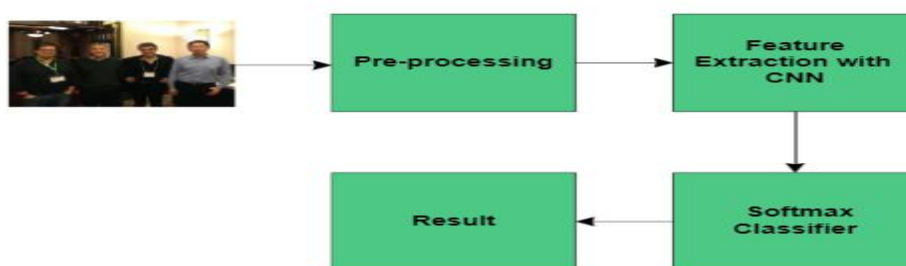 Pre-processing
Feature
Extraction with
CNN
Softmax
Classifier
Result